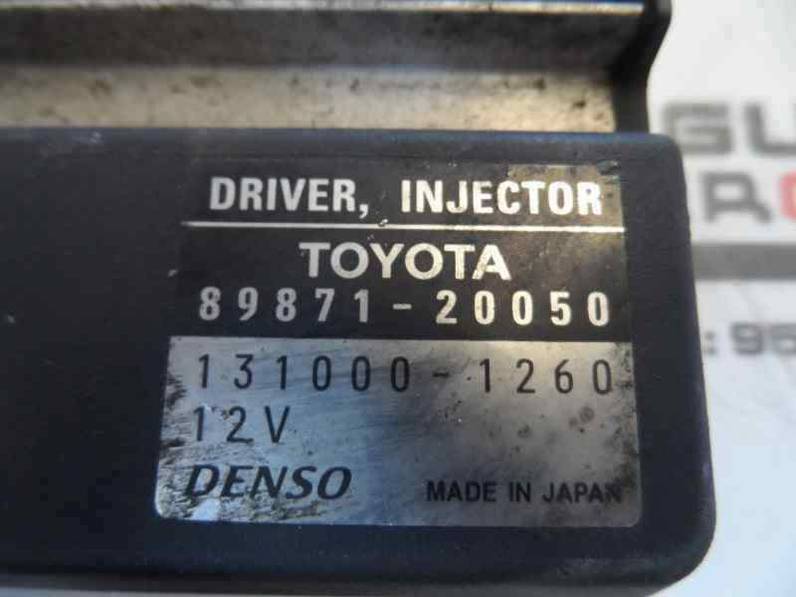 DRIVER, INJECTOR
TOYOTA
89871-20050
131000-1260
12V
DENSO
MADE IN JAPAN